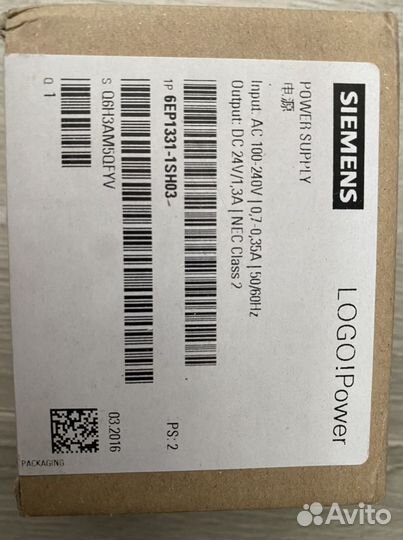 SIEMENS
LOGO!Power
POWER SUPPLY
电源
Input: AC 100-240V | 0,7-0,35A | 50/60Hz
Output: DC 24V/1,3A | NEC Class 2
PS: 2
1P 6EP1331-1SH03
S Q6H3AM5QFYV
Q 1
03.2016
PACKAGING
Avito